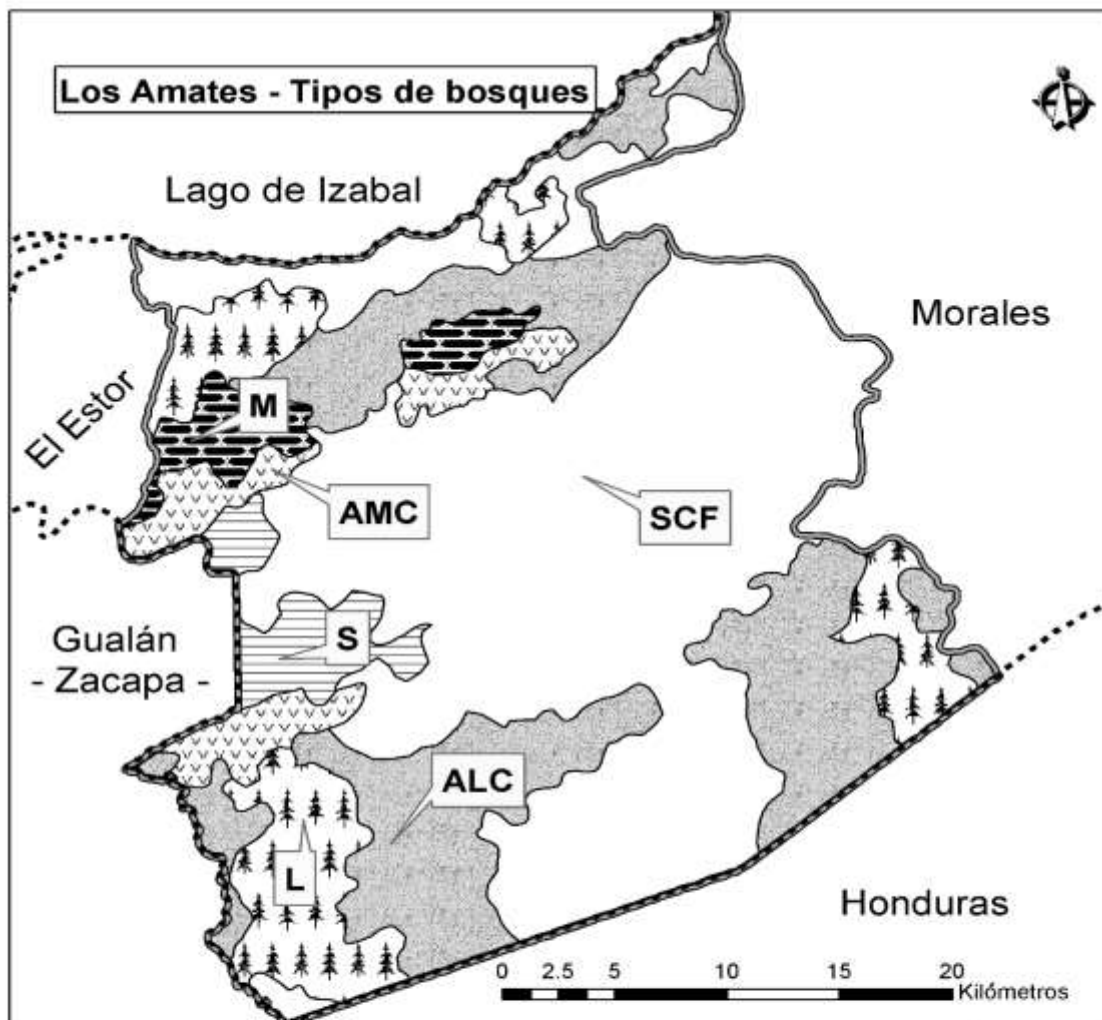 Los Amates - Tipos de bosques
Lago de Izabal
Morales
El Estor
M
AMC
SCF
Gualán
- Zacapa -
S
ALC
L
Honduras
0 2.5 5 10 15 20
Kilómetros